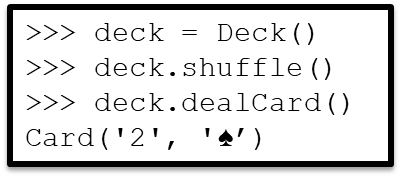 >>> deck = Deck()
>>> deck.shuffle()
>>> deck.dealCard()
Card('2', '♠’)